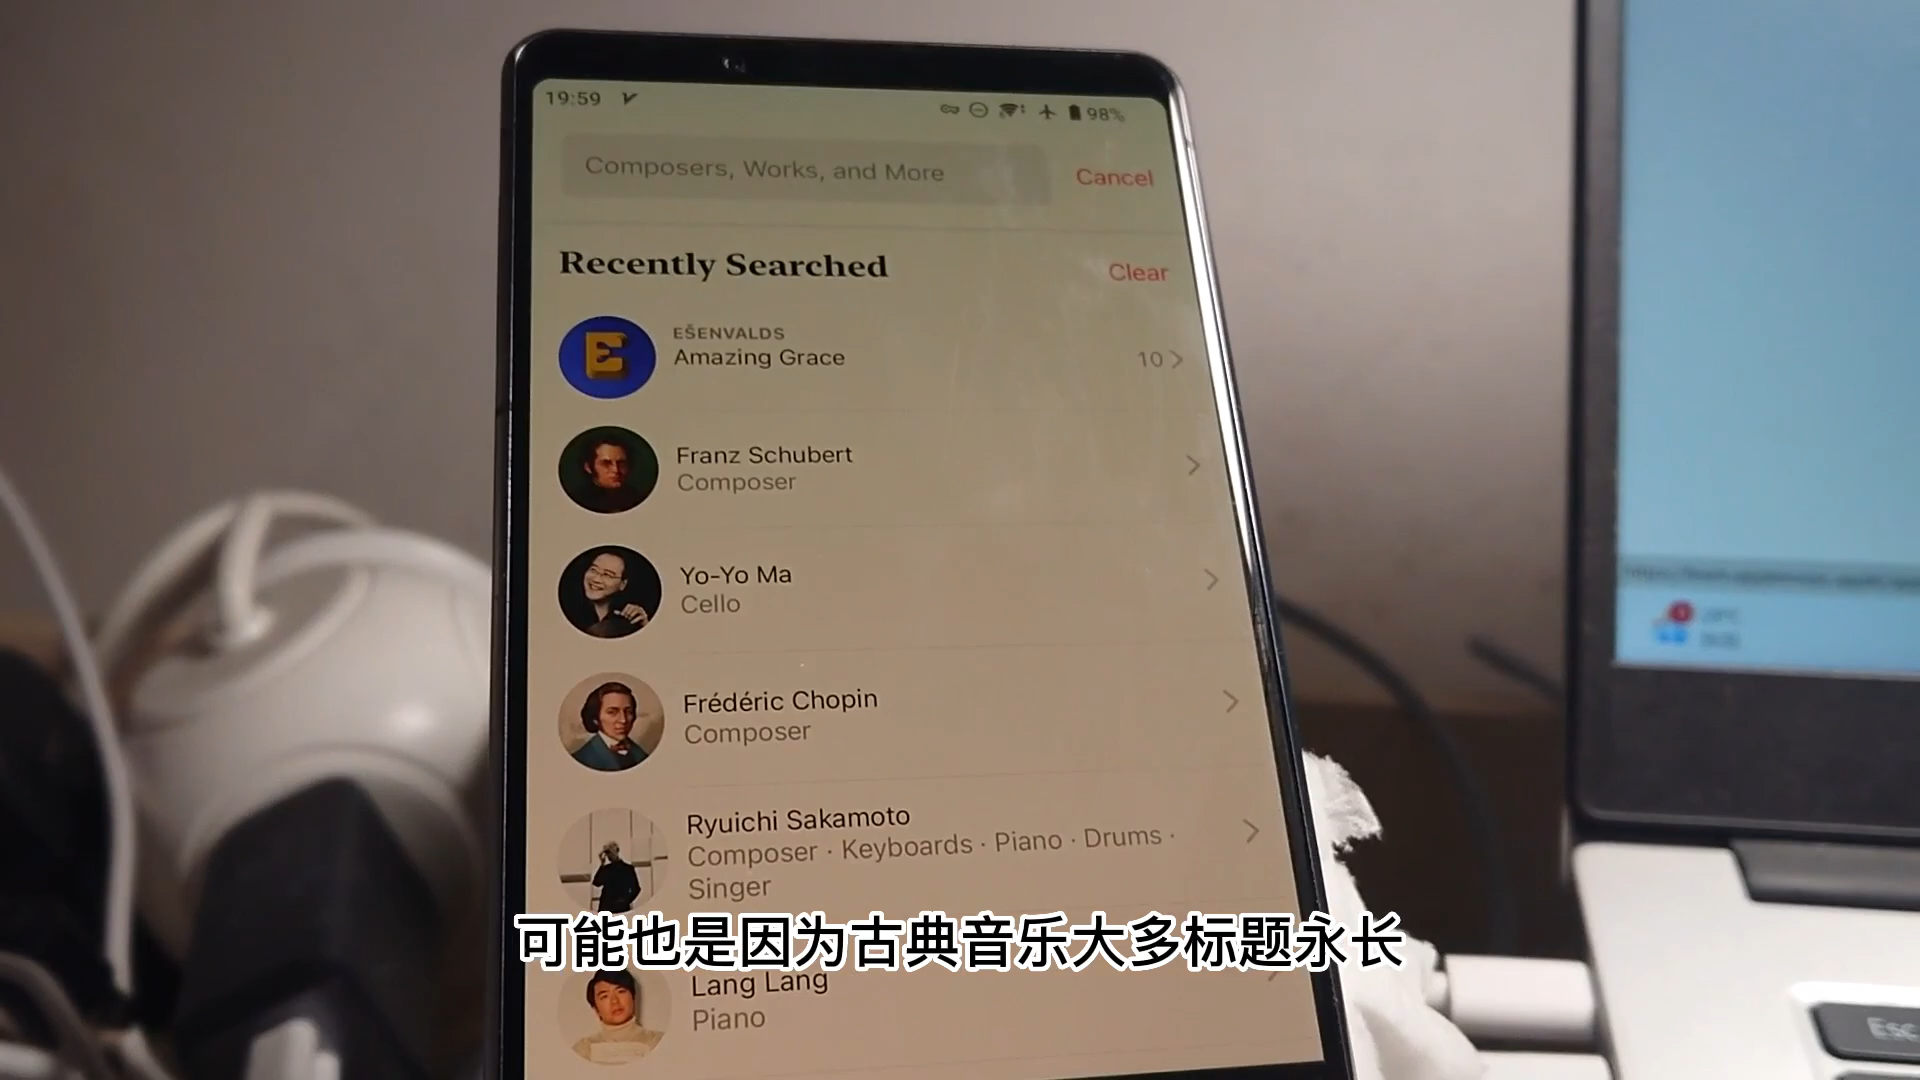 19:59
98%
Composers, Works, and More
Cancel
Recently Searched
Clear
E
EŠENVALDS
Amazing Grace
10
Franz Schubert
Composer
Yo-Yo Ma
Cello
Frédéric Chopin
Composer
Ryuichi Sakamoto
Composer · Keyboards · Piano · Drums ·
Singer
可能也是因为古典音乐大多标题永长
Lang Lang
Piano
Esc